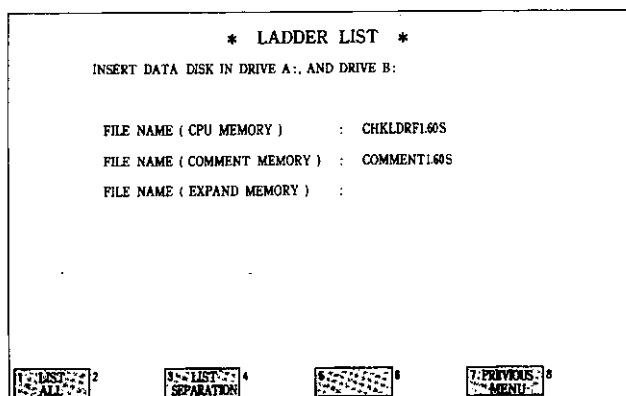 * LADDER LIST *
INSERT DATA DISK IN DRIVE A:, AND DRIVE B:
FILE NAME ( CPU MEMORY ) : CHKLDRF1.60S
FILE NAME ( COMMENT MEMORY ) : COMMENT1.60S
FILE NAME ( EXPAND MEMORY ) :
1 LIST ALL 2 3 LIST SEPARATION 4 5 6 7 PREVIOUS MENU 8